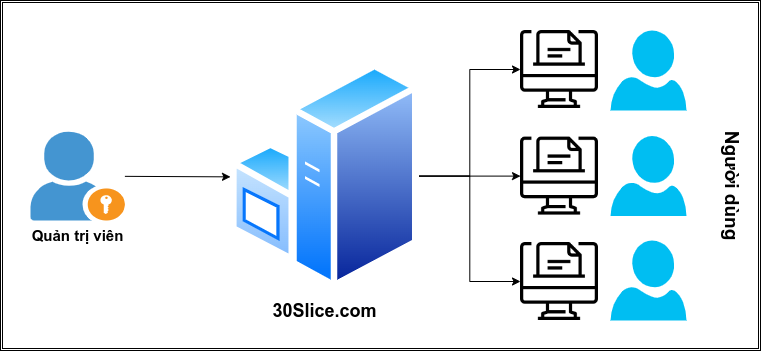 Quản trị viên
30Slice.com
Người dùng